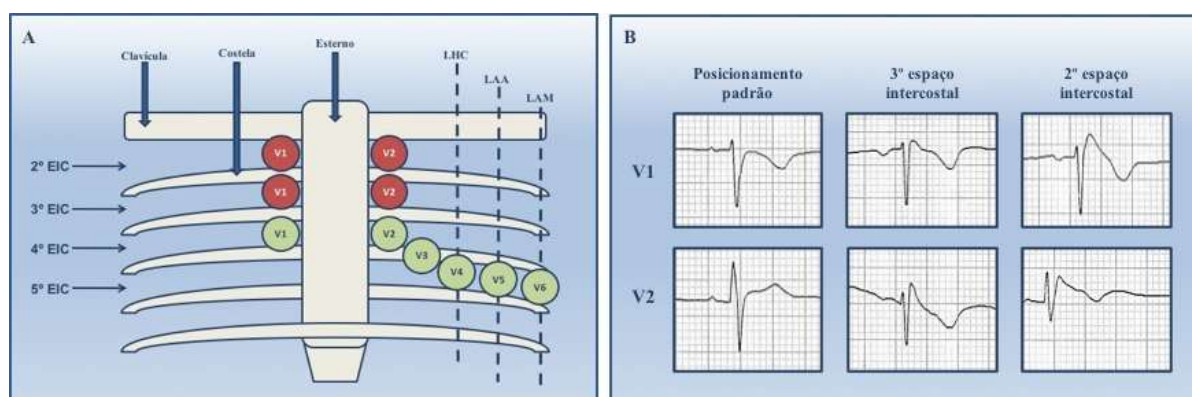 A
Clavícula
Costela
Esterno
LHC
LAA
LAM
2º EIC
3º EIC
4º EIC
5º EIC
V1
V2
V1
V2
V1
V2
V3
V4
V5
V6
B
Posicionamento
padrão
3º espaço
intercostal
2º espaço
intercostal
V1
V2